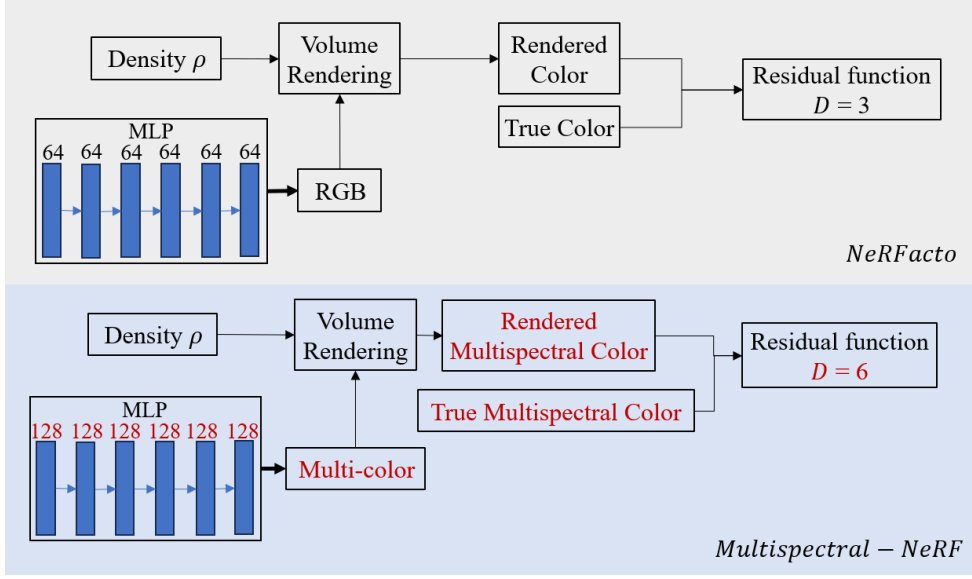 Density ρ
Volume
Rendering
Rendered
Color
True Color
Residual function
D = 3
MLP
64 64 64 64 64 64
RGB
NeRFacto
Density ρ
Volume
Rendering
Rendered
Multispectral Color
True Multispectral Color
Residual function
D = 6
MLP
128 128 128 128 128 128
Multi-color
Multispectral − NeRF